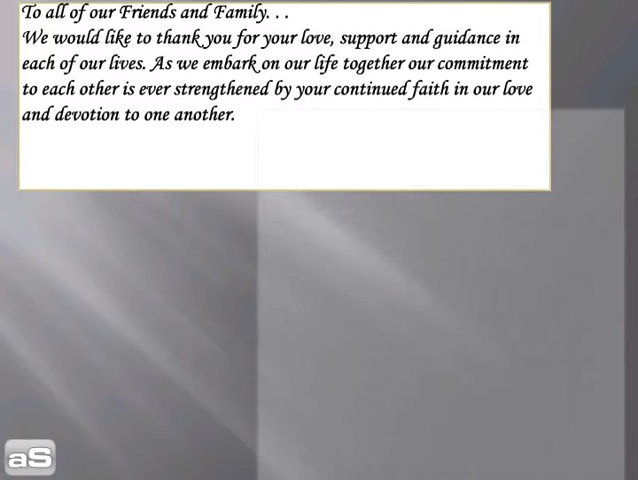 To all of our Friends and Family. . .
We would like to thank you for your love, support and guidance in
each of our lives. As we embark on our life together our commitment
to each other is ever strengthened by your continued faith in our love
and devotion to one another.
aS